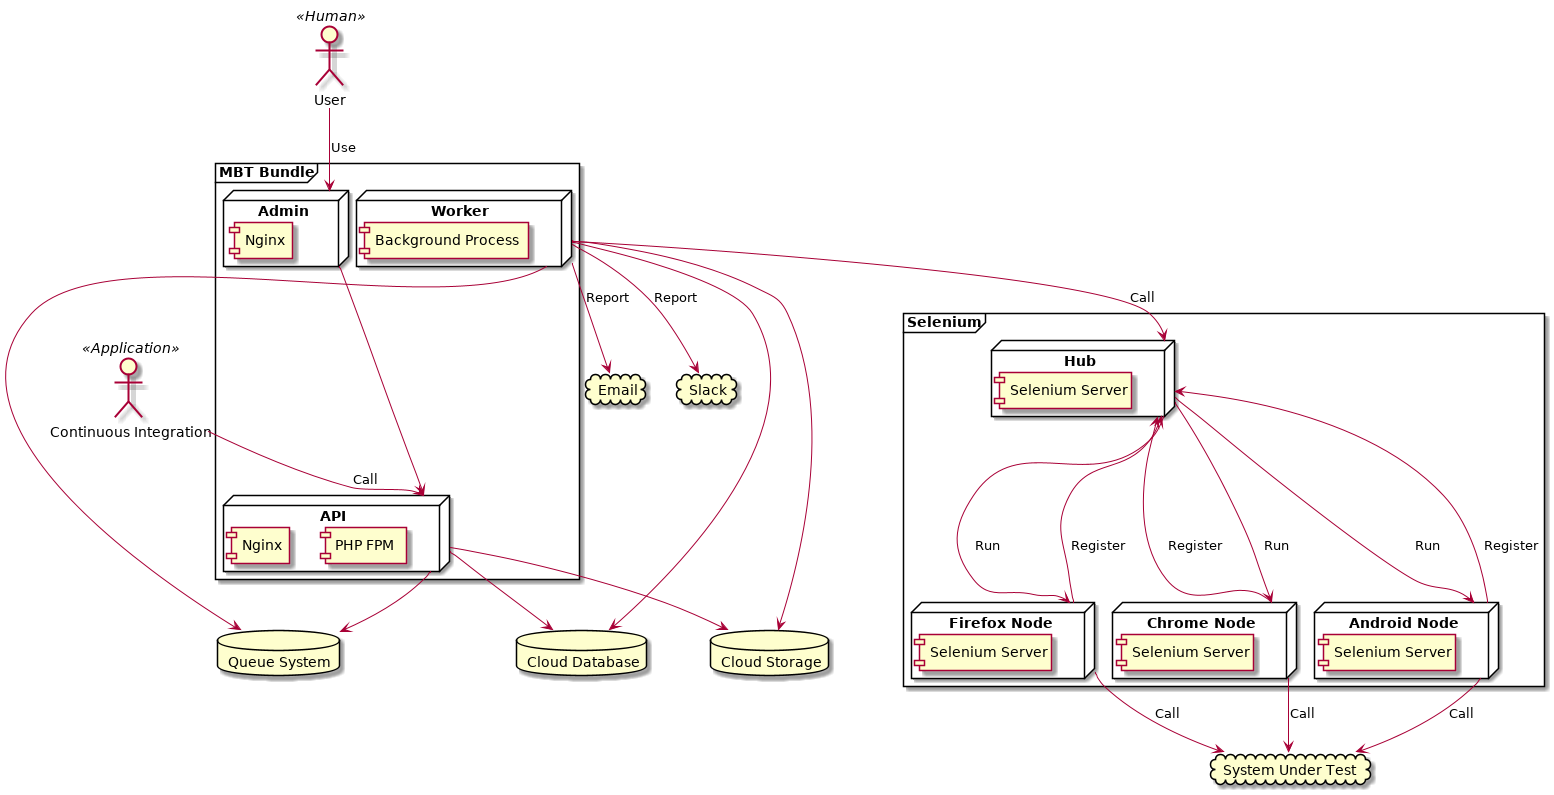 «Human»
User
Use
MBT Bundle
Admin
Nginx
Worker
Background Process
Report
Report
Call
Selenium
Hub
Selenium Server
«Application»
Continuous Integration
Email
Slack
Call
API
Nginx
PHP FPM
Run
Register
Register
Run
Run
Register
Firefox Node
Selenium Server
Chrome Node
Selenium Server
Android Node
Selenium Server
Queue System
Cloud Database
Cloud Storage
Call
Call
Call
System Under Test